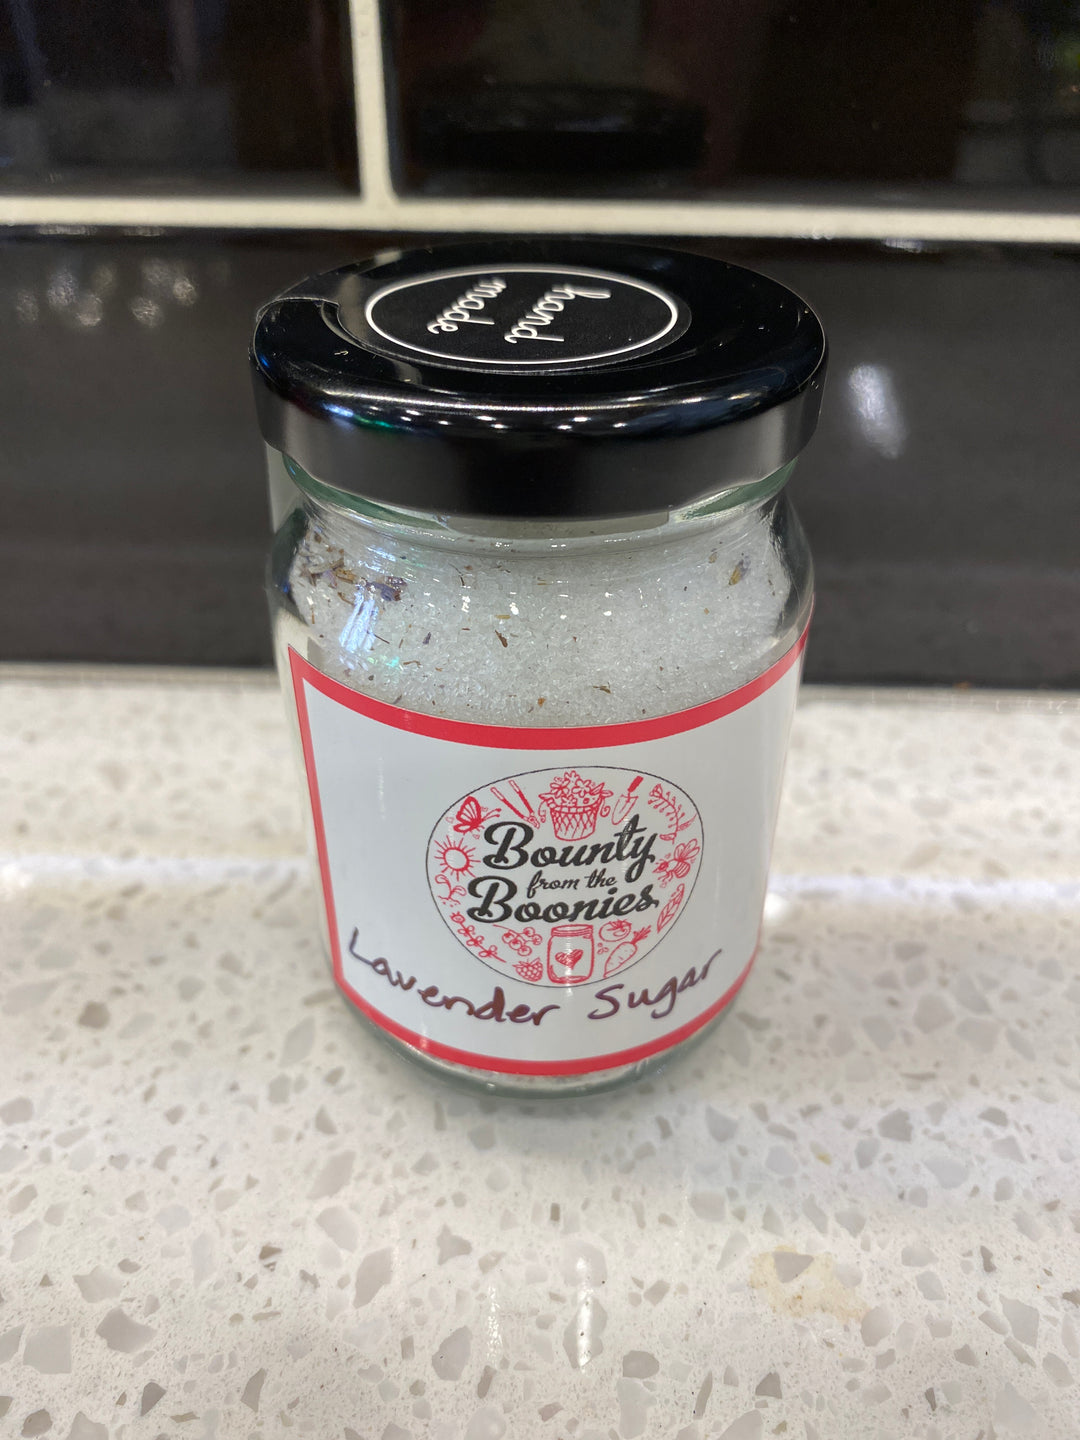 hand
made
Bounty
from the
Boonies
Lavender Sugar